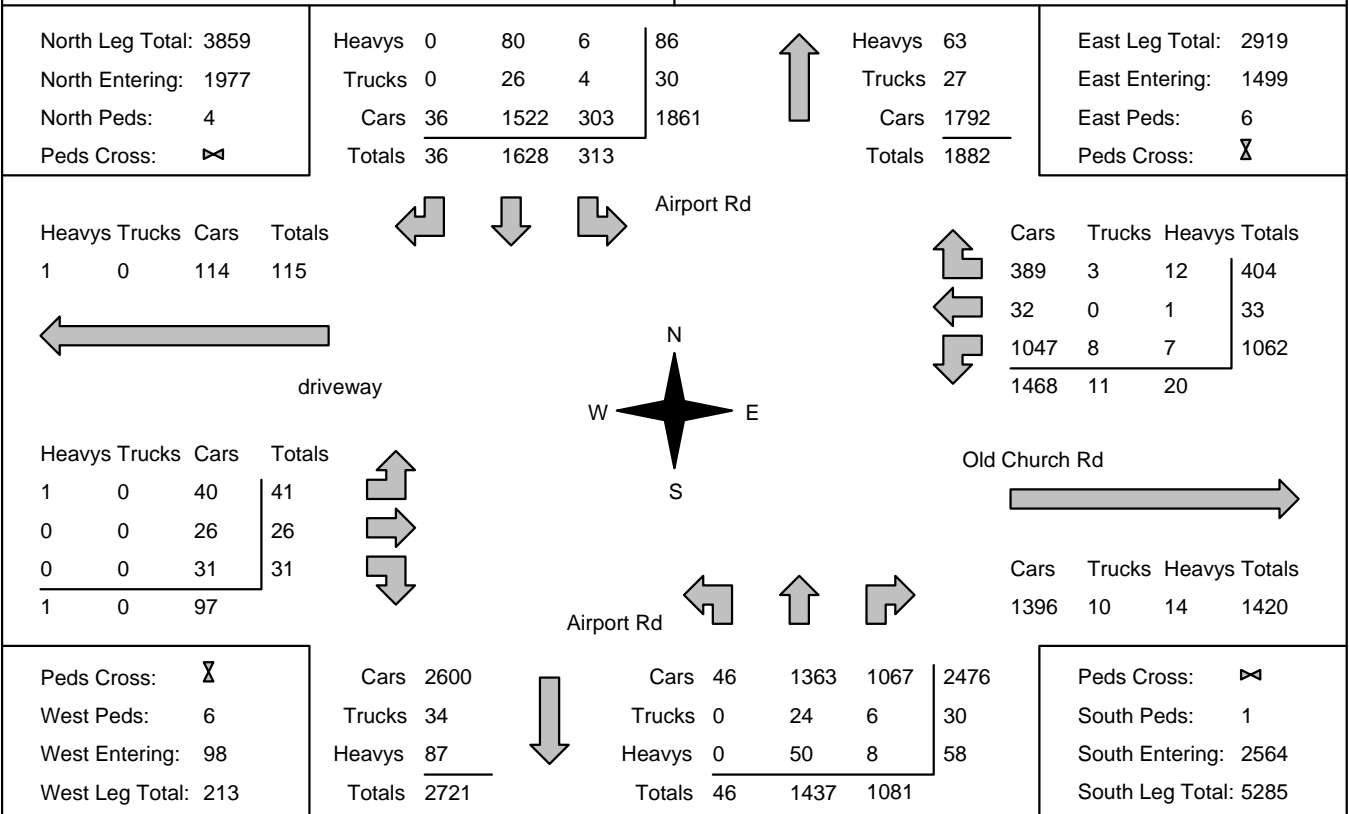 North Leg Total: 3859
North Entering: 1977
North Peds: 4
Peds Cross:
Heavys 0 80 6 86
Trucks 0 26 4 30
Cars 36 1522 303 1861
Totals 36 1628 313
Heavys 63
Trucks 27
Cars 1792
Totals 1882
East Leg Total: 2919
East Entering: 1499
East Peds: 6
Peds Cross:
Airport Rd
Heavys Trucks Cars Totals
1 0 114 115
Cars Trucks Heavys Totals
389 3 12 404
32 0 1 33
1047 8 7 1062
1468 11 20
driveway
N
W E
S
Heavys Trucks Cars Totals
1 0 40 41
0 0 26 26
0 0 31 31
1 0 97
Old Church Rd
Cars Trucks Heavys Totals
1396 10 14 1420
Airport Rd
Peds Cross:
West Peds: 6
West Entering: 98
West Leg Total: 213
Cars 2600
Trucks 34
Heavys 87
Totals 2721
Cars 46 1363 1067 2476
Trucks 0 24 6 30
Heavys 0 50 8 58
Totals 46 1437 1081
Peds Cross:
South Peds: 1
South Entering: 2564
South Leg Total: 5285